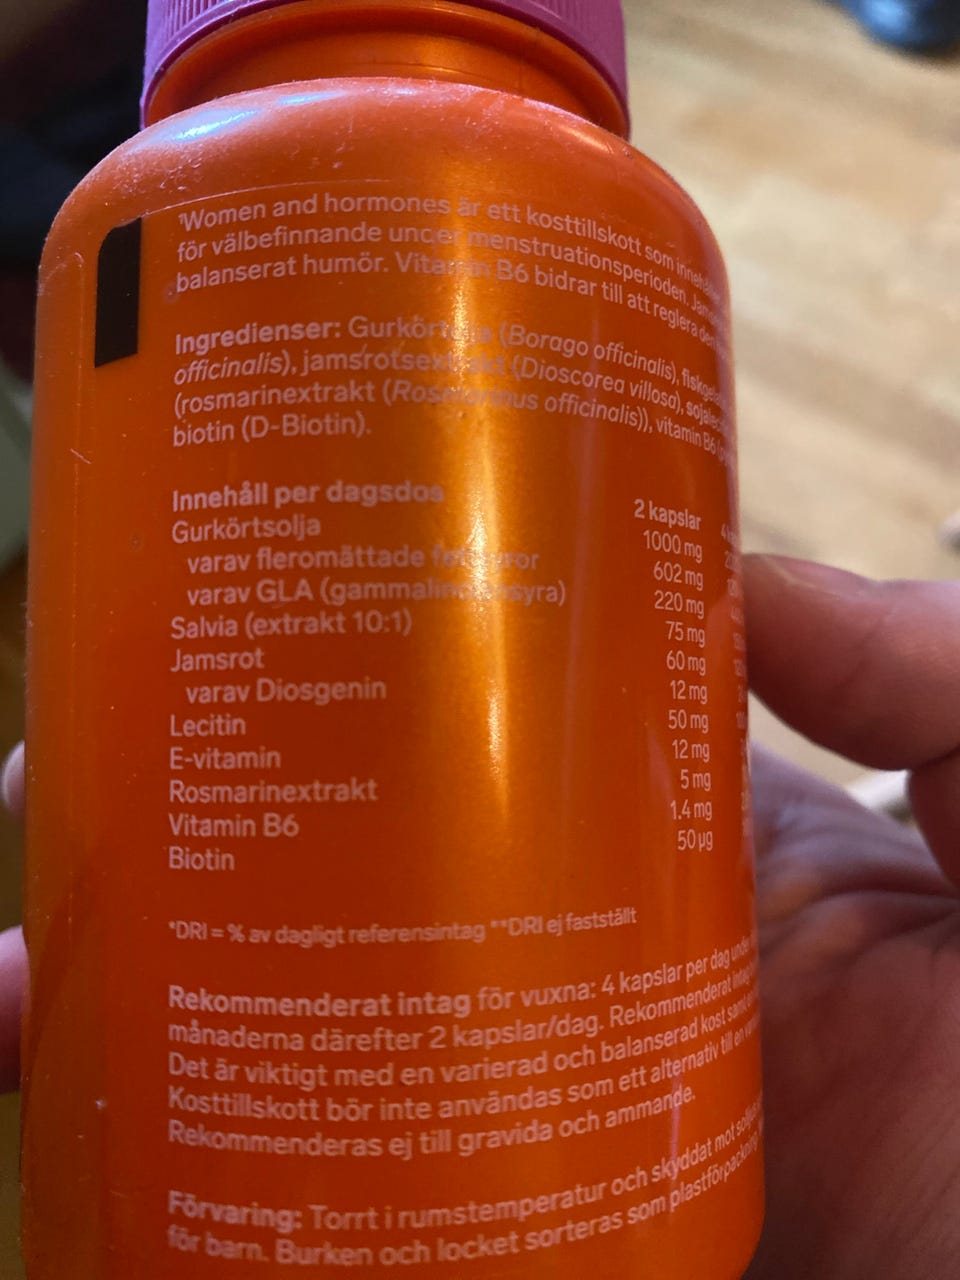 'Women and hormones är ett kosttillskott som
för välbefinnande under menstruationsperioden.
balanserat humör. Vitamin B6 bidrar till att reglera den
Ingredienser: Gurkörtsolja (Borago officinalis),
officinalis), jamsrotsextrakt (Dioscorea villosa),
(rosmarinextrakt (Rosmarinus officinalis)), vitamin B6
biotin (D-Biotin).
Innehåll per dagsdos 2 kapslar
Gurkörtsolja 1000 mg
varav fleromättade fettsyror 602 mg
varav GLA (gammalinolensyra) 220 mg
Salvia (extrakt 10:1) 75 mg
Jamsrot 60 mg
varav Diosgenin 12 mg
Lecitin 50 mg
E-vitamin 12 mg
Rosmarinextrakt 5 mg
Vitamin B6 1.4 mg
Biotin 50 µg
*DRI = % av dagligt referensintag **DRI ej fastställt
Rekommenderat intag för vuxna: 4 kapslar per dag under
månaderna därefter 2 kapslar/dag. Rekommenderat intag
Det är viktigt med en varierad och balanserad kost
Kosttillskott bör inte användas som ett alternativ till en
Rekommenderas ej till gravida och ammande.
Förvaring: Torrt i rumstemperatur och skyddat mot
för barn. Burken och locket sorteras som plastförpackning.